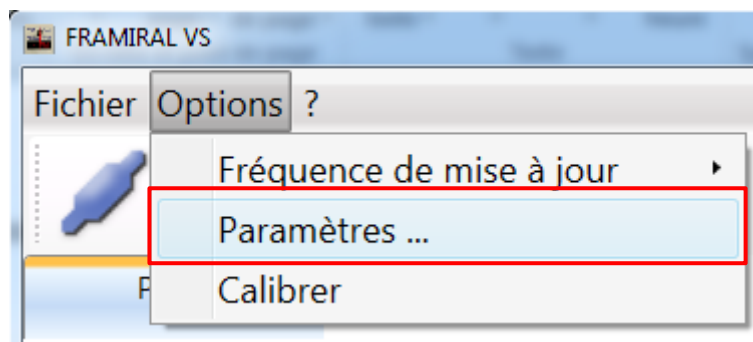 FRAMIRAL VS
Fichier Options ?
Fréquence de mise à jour
Paramètres ...
Calibrer